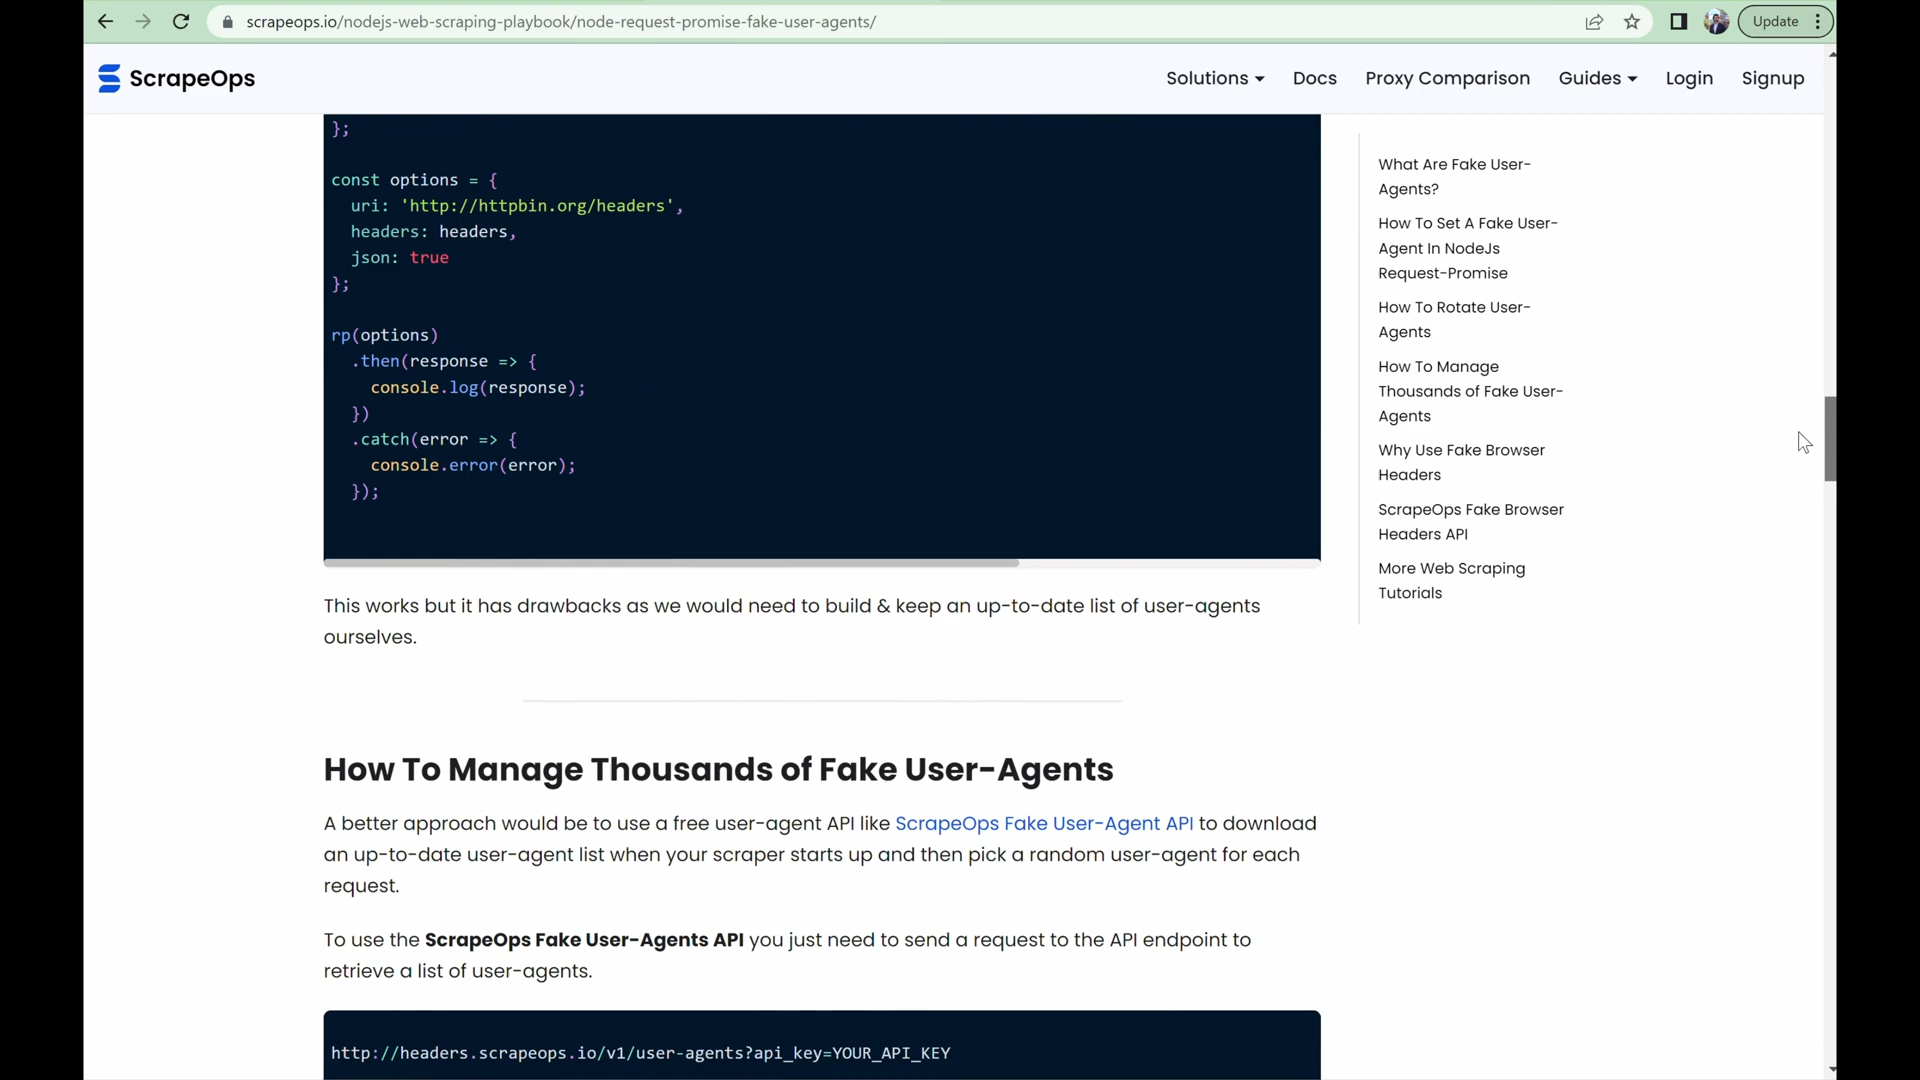 scrapeops.io/nodejs-web-scraping-playbook/node-request-promise-fake-user-agents/
Update
ScrapeOps
Solutions
Docs
Proxy Comparison
Guides
Login
Signup
};
const options = {
uri: 'http://httpbin.org/headers',
headers: headers,
json: true
};
rp(options)
.then(response => {
console.log(response);
})
.catch(error => {
console.error(error);
});
This works but it has drawbacks as we would need to build & keep an up-to-date list of user-agents
ourselves.
How To Manage Thousands of Fake User-Agents
A better approach would be to use a free user-agent API like ScrapeOps Fake User-Agent API to download
an up-to-date user-agent list when your scraper starts up and then pick a random user-agent for each
request.
To use the ScrapeOps Fake User-Agents API you just need to send a request to the API endpoint to
retrieve a list of user-agents.
http://headers.scrapeops.io/v1/user-agents?api_key=YOUR_API_KEY
What Are Fake User-
Agents?
How To Set A Fake User-
Agent In NodeJs
Request-Promise
How To Rotate User-
Agents
How To Manage
Thousands of Fake User-
Agents
Why Use Fake Browser
Headers
ScrapeOps Fake Browser
Headers API
More Web Scraping
Tutorials